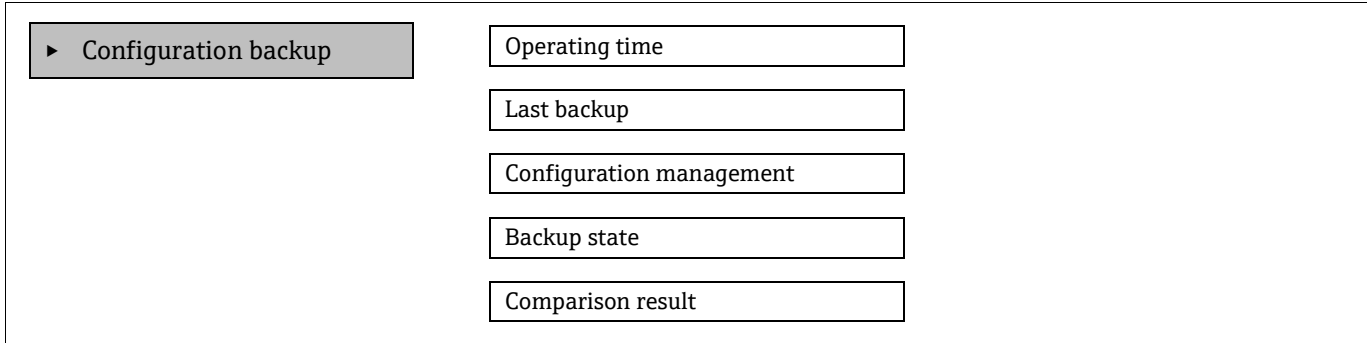 ▸ Configuration backup
Operating time
Last backup
Configuration management
Backup state
Comparison result